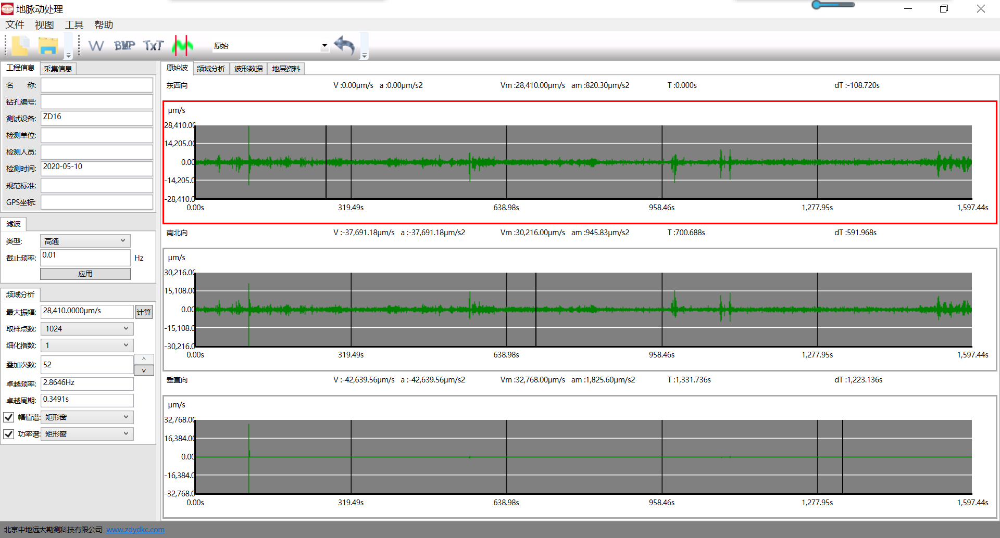 地脉动处理
文件 视图 工具 帮助
W BMP TxT 原始
工程信息 采集信息
名 称:
钻孔编号:
测试设备: ZD16
检测单位:
检测人员:
检测时间: 2020-05-10
规范标准:
GPS坐标:
滤波
类型: 高通
截止频率: 0.01 Hz
应用
频域分析
最大振幅: 28,410.0000μm/s 计算
取样点数: 1024
细化指数: 1
叠加次数: 52
卓越频率: 2.8646Hz
卓越周期: 0.3491s
幅值谱: 矩形窗
功率谱: 矩形窗
原始波 频域分析 波形数据 地层资料
东西向 V :0.00μm/s a :0.00μm/s2 Vm :28,410.00μm/s am :820.30μm/s2 T :0.000s dT :-108.720s
μm/s
28,410.00
14,205.00
0.00
-14,205.0
-28,410.0
0.00s 319.49s 638.98s 958.46s 1,277.95s 1,597.44s
南北向 V :-37,691.18μm/s a :-37,691.18μm/s2 Vm :30,216.00μm/s am :945.83μm/s2 T :700.688s dT :591.968s
μm/s
30,216.00
15,108.00
0.00
-15,108.0
-30,216.0
0.00s 319.49s 638.98s 958.46s 1,277.95s 1,597.44s
垂直向 V :-42,639.56μm/s a :-42,639.56μm/s2 Vm :32,768.00μm/s am :1,825.60μm/s2 T :1,331.736s dT :1,223.136s
μm/s
32,768.00
16,384.00
0.00
-16,384.0
-32,768.0
0.00s 319.49s 638.98s 958.46s 1,277.95s 1,597.44s
北京中地远大勘测科技有限公司 www.zdydkc.com